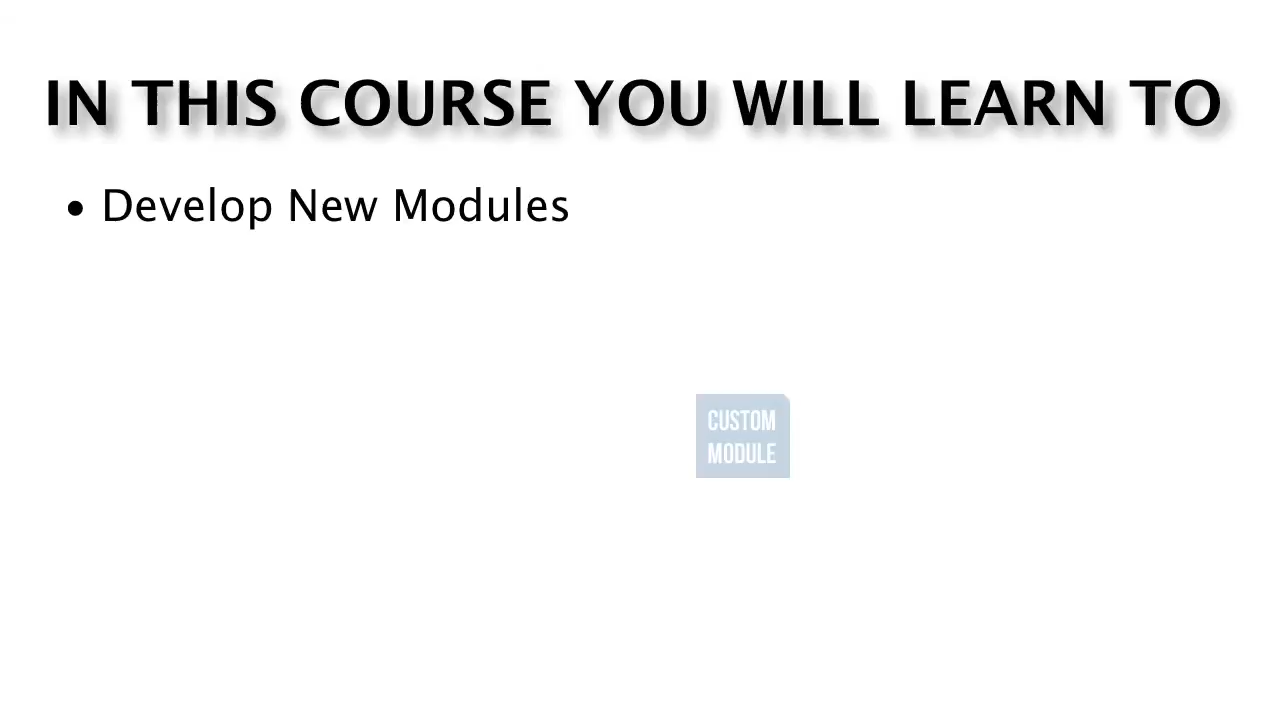 IN THIS COURSE YOU WILL LEARN TO
• Develop New Modules
CUSTOM
MODULE